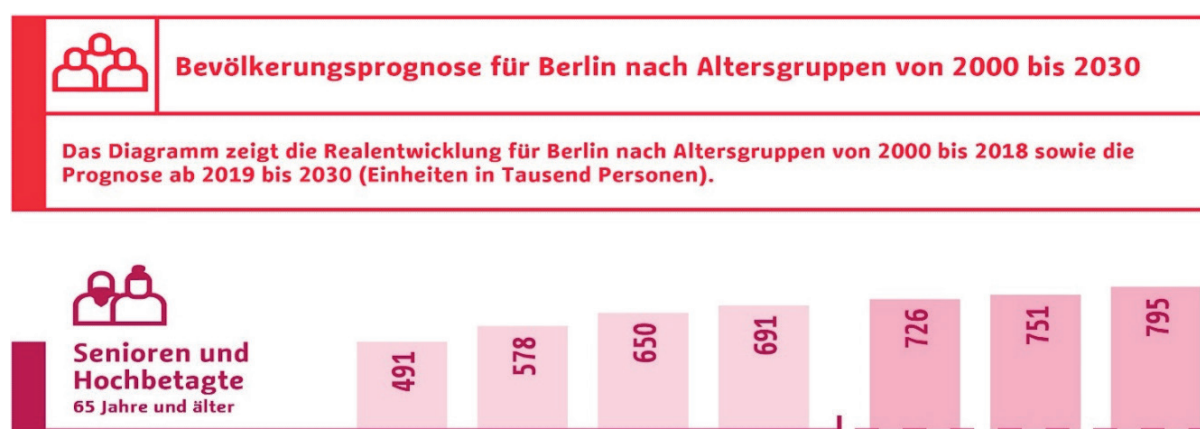 Bevölkerungsprognose für Berlin nach Altersgruppen von 2000 bis 2030
Das Diagramm zeigt die Realentwicklung für Berlin nach Altersgruppen von 2000 bis 2018 sowie die
Prognose ab 2019 bis 2030 (Einheiten in Tausend Personen).
Senioren und
Hochbetagte
65 Jahre und älter
491
578
650
691
726
751
795